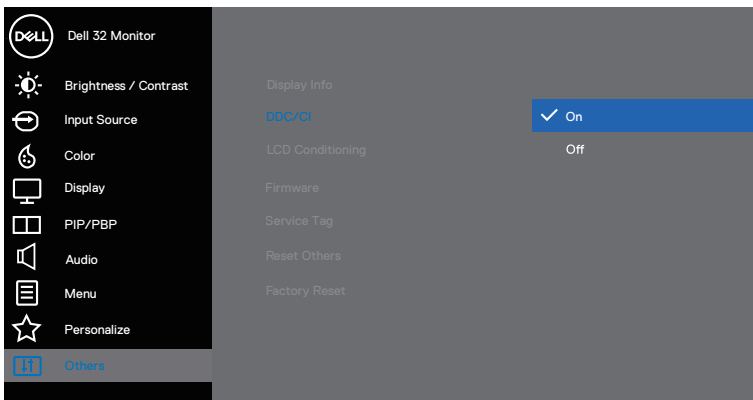 DELL
Dell 32 Monitor
Brightness / Contrast
Input Source
Color
Display
PIP/PBP
Audio
Menu
Personalize
Others
Display Info
DDC/CI
LCD Conditioning
Firmware
Service Tag
Reset Others
Factory Reset
On
Off